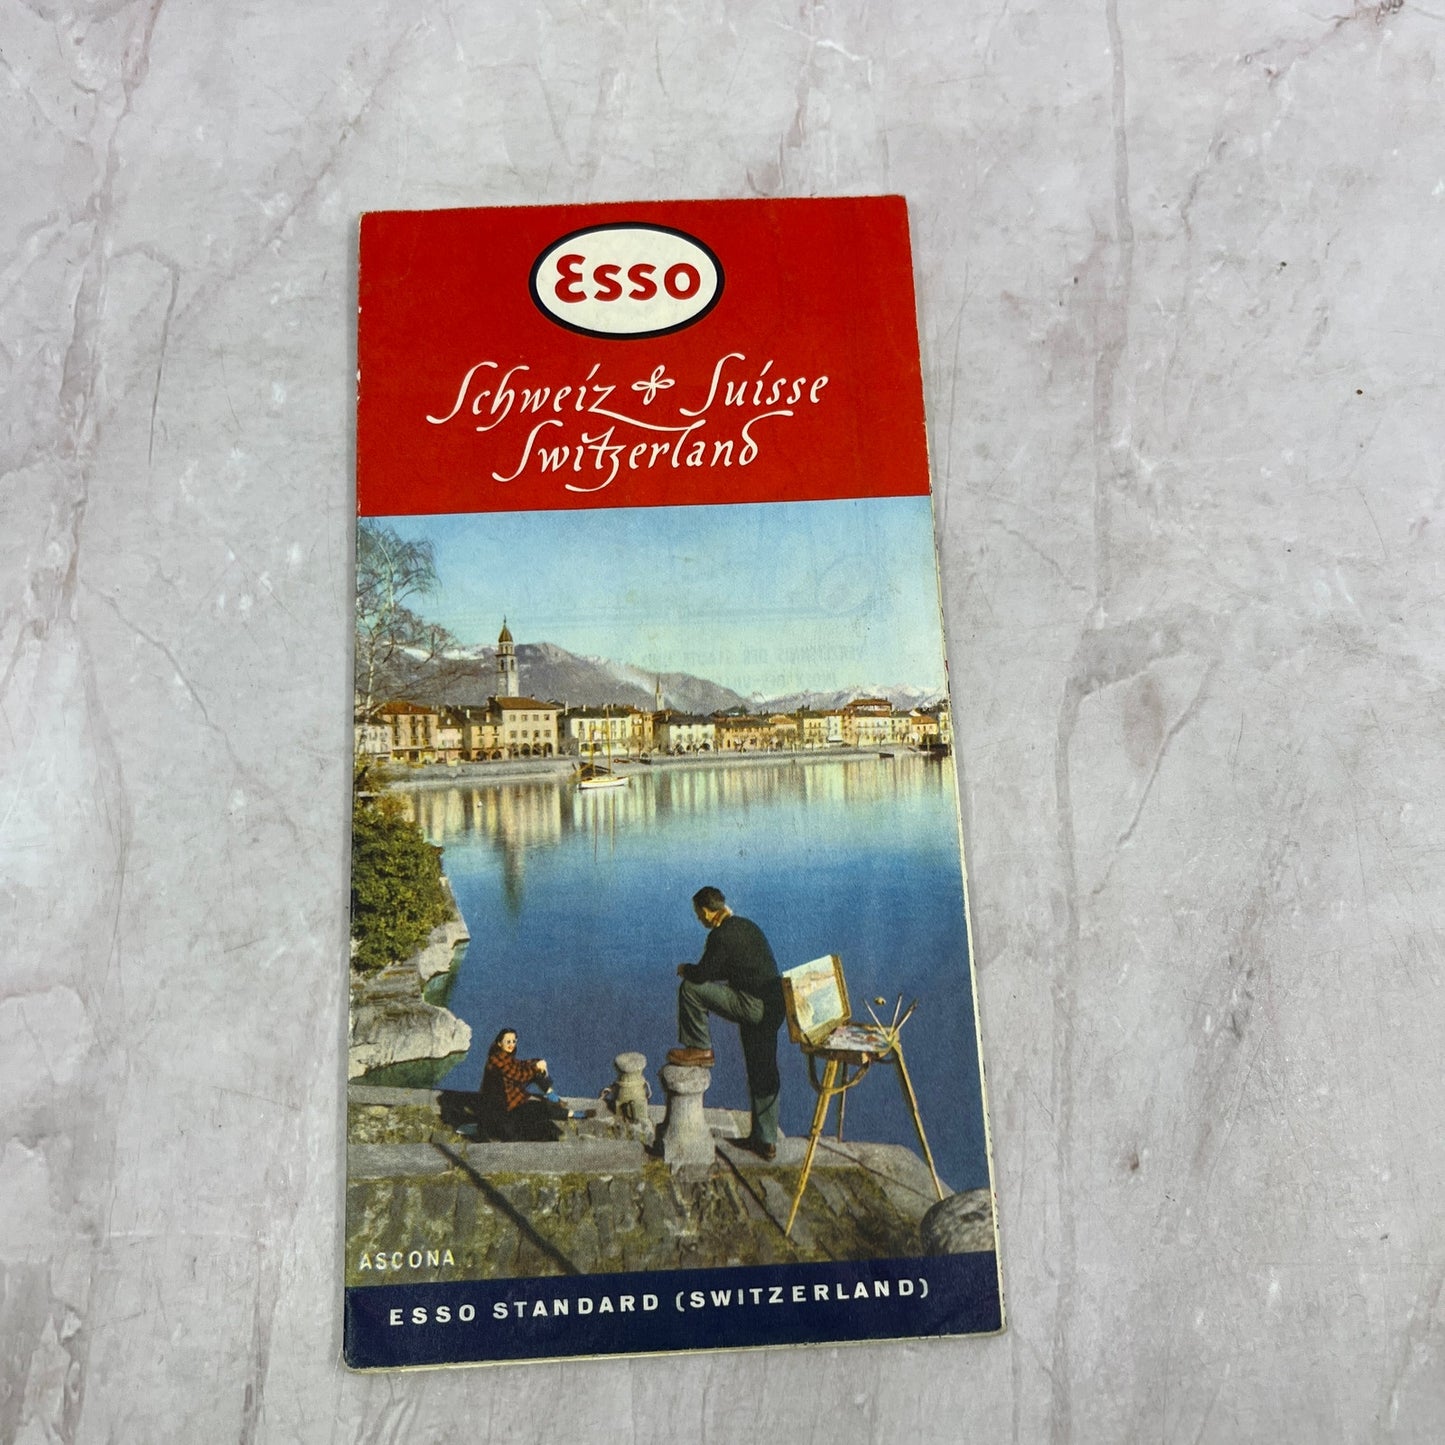 Esso
Schweiz & Suisse
Switzerland
ASCONA
ESSO STANDARD (SWITZERLAND)